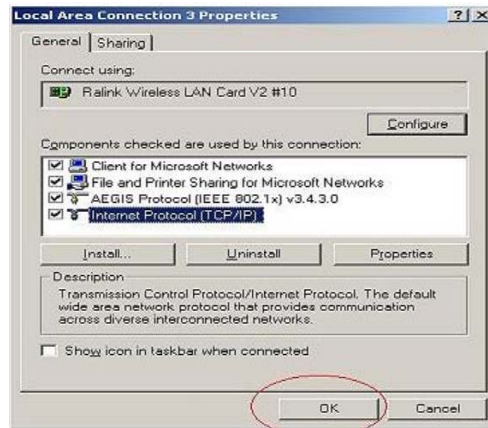 Local Area Connection 3 Properties
General Sharing
Connect using:
Ralink Wireless LAN Card V2 #10
Configure
Components checked are used by this connection:
Client for Microsoft Networks
File and Printer Sharing for Microsoft Networks
AEGIS Protocol (IEEE 802.1x) v3.4.3.0
Internet Protocol (TCP/IP)
Install... Uninstall Properties
Description
Transmission Control Protocol/Internet Protocol. The default
wide area network protocol that provides communication
across diverse interconnected networks.
Show icon in taskbar when connected
OK Cancel